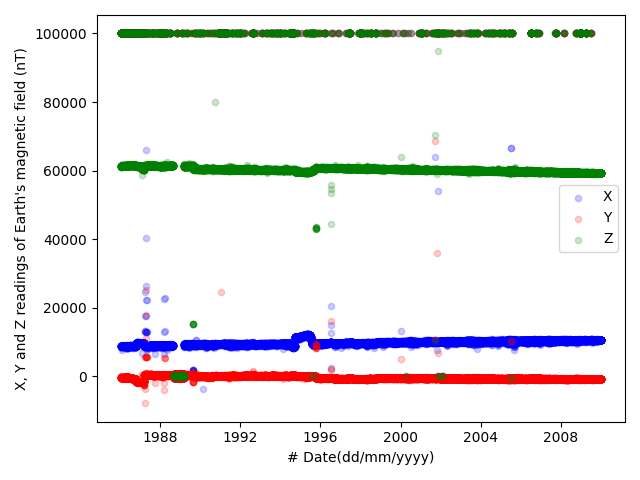 X, Y and Z readings of Earth's magnetic field (nT)
100000
80000
60000
40000
20000
0
X
Y
Z
1988 1992 1996 2000 2004 2008
# Date(dd/mm/yyyy)